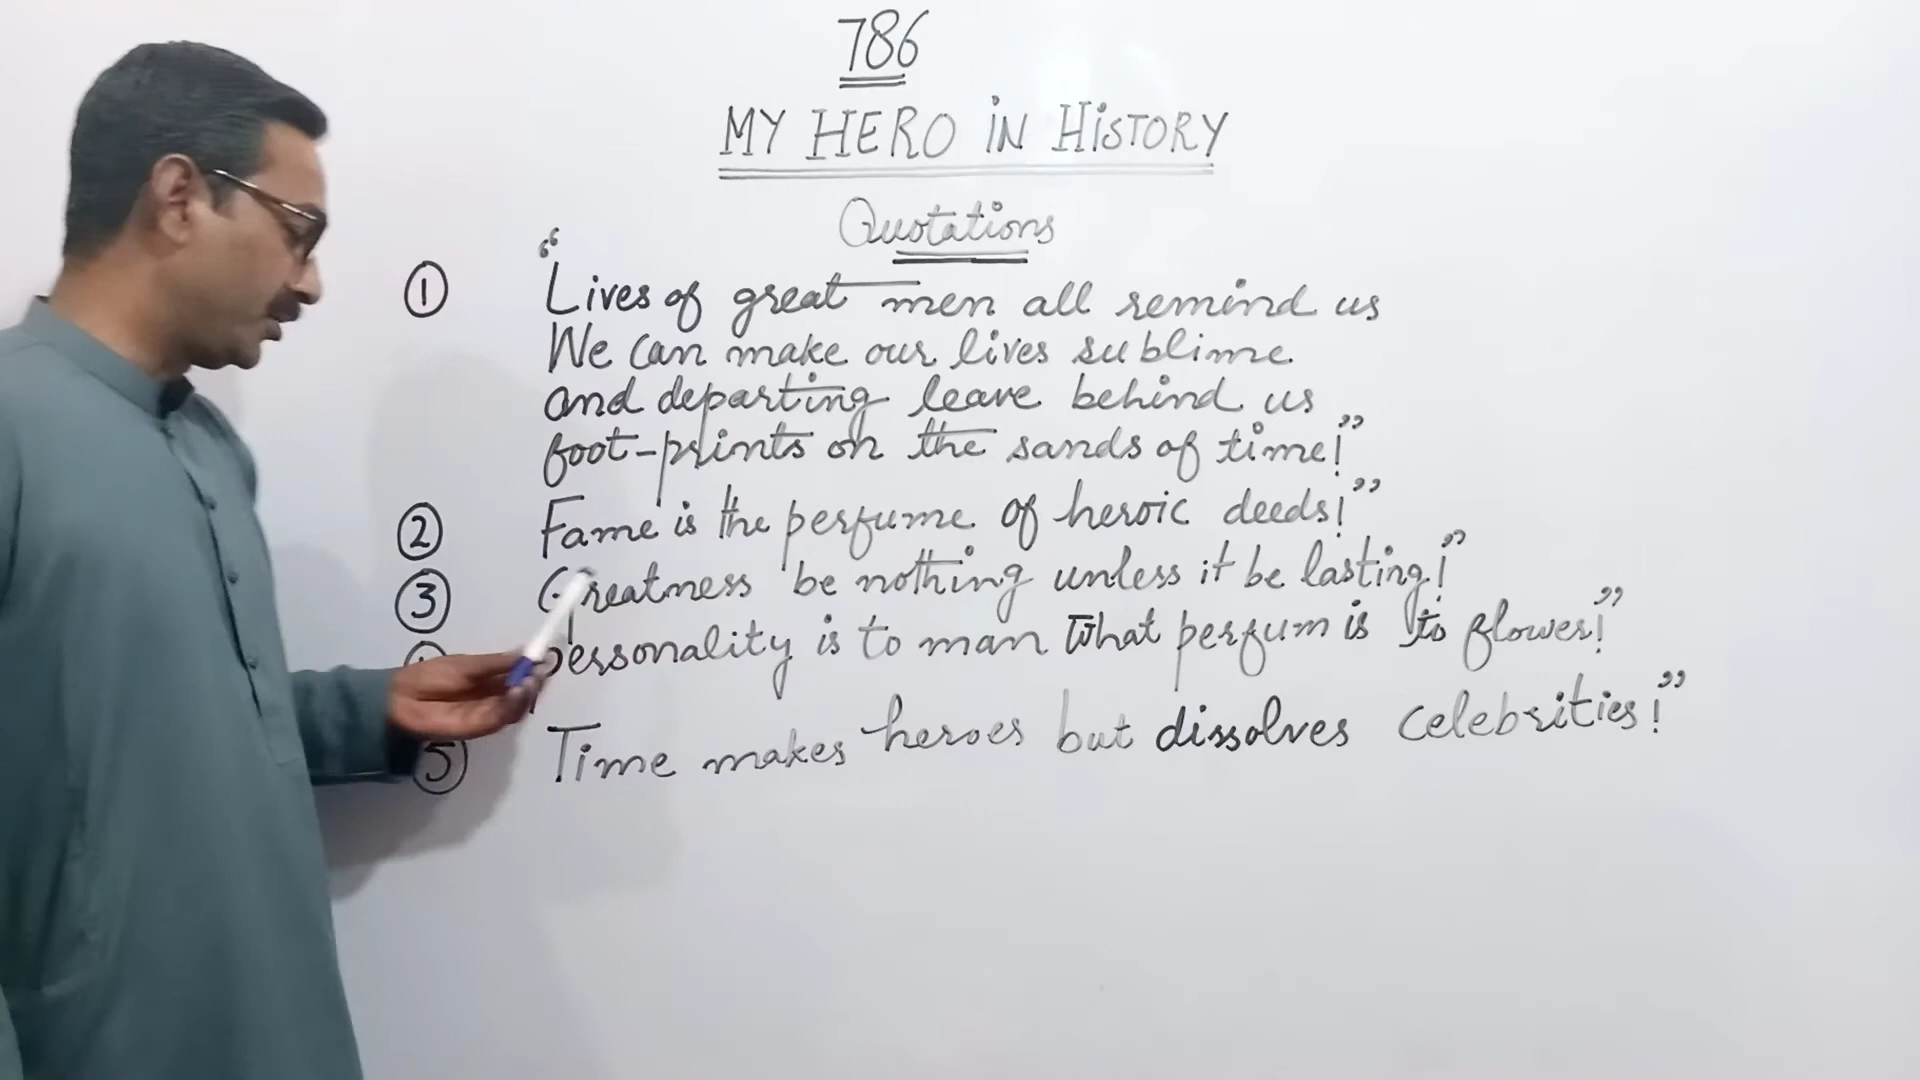 786
MY HERO IN HISTORY
Quotations
① “Lives of great men all remind us
We can make our lives sublime
and departing leave behind us
foot-prints on the sands of time!”
② Fame is the perfume of heroic deeds!”
③ Greatness be nothing unless it be lasting!”
personality is to man what perfum is to flower!”
⑤ Time makes heroes but dissolves celebrities!”